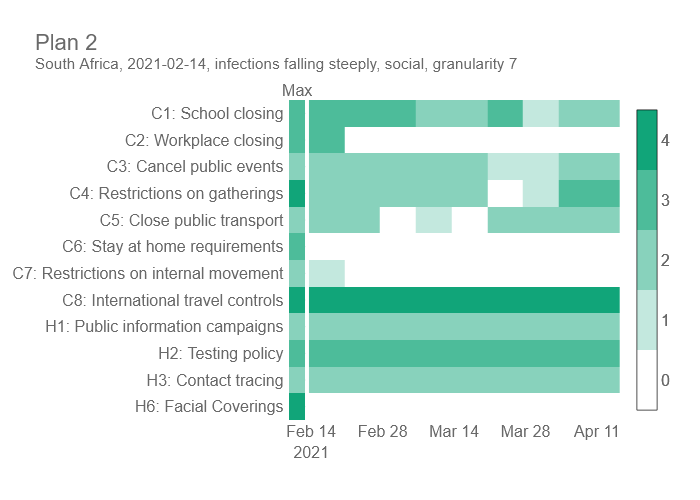 Plan 2
South Africa, 2021-02-14, infections falling steeply, social, granularity 7
Max
C1: School closing
C2: Workplace closing
C3: Cancel public events
C4: Restrictions on gatherings
C5: Close public transport
C6: Stay at home requirements
C7: Restrictions on internal movement
C8: International travel controls
H1: Public information campaigns
H2: Testing policy
H3: Contact tracing
H6: Facial Coverings
Feb 14 Feb 28 Mar 14 Mar 28 Apr 11
2021
4
3
2
1
0